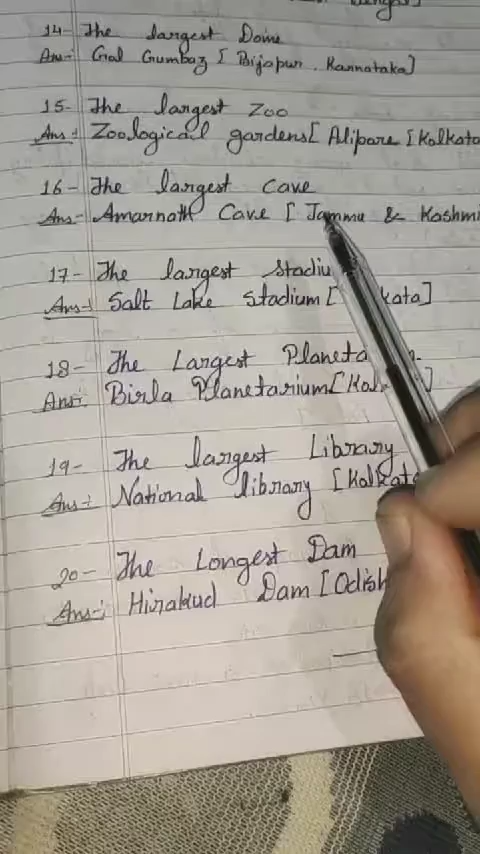 14- The largest Dome
Ans- Gol Gumbaz [ Bijapur. Karnataka]
15- The largest Zoo
Ans: Zoological gardens [ Alipore [Kolkata
16- The largest Cave
Ans- Amarnath Cave [ Jammu & Kashmi
17- The largest Stadiu
Ans:- Salt Lake Stadium [ kata]
18- The Largest Planeta
Ans:- Birla Planetarium [Kol ]
19- The largest Library
Ans:- National library [Kolkata
20- The Longest Dam
Ans:- Hirakud Dam [Odish